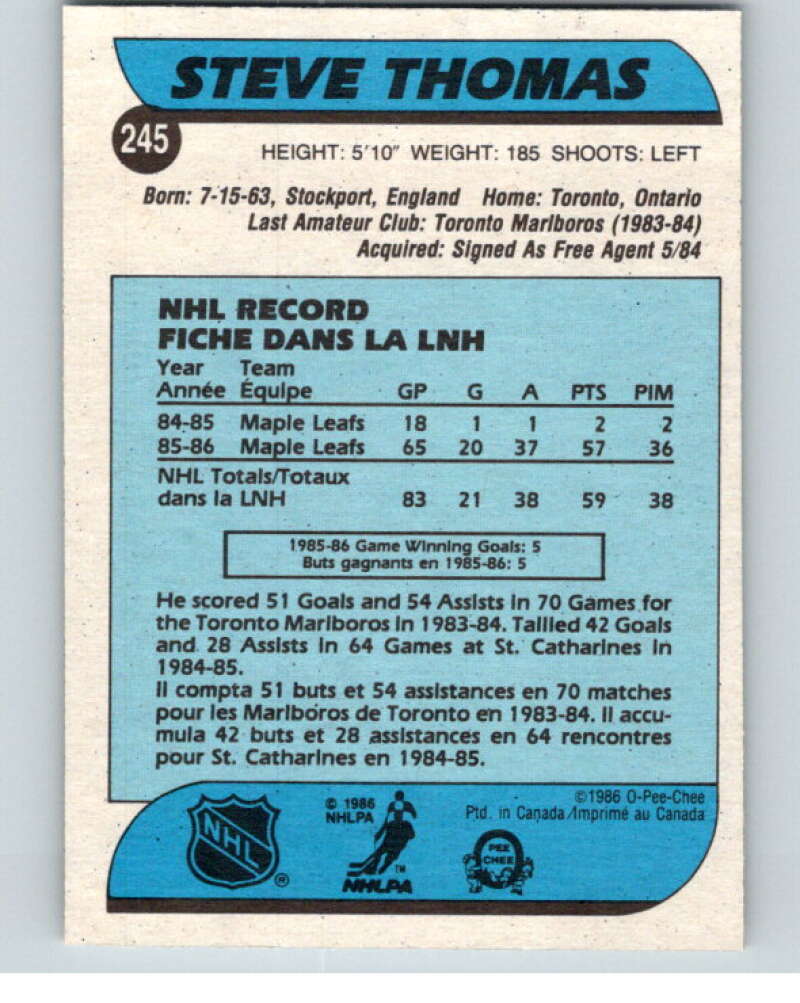 STEVE THOMAS
245
HEIGHT: 5'10" WEIGHT: 185 SHOOTS: LEFT
Born: 7-15-63, Stockport, England Home: Toronto, Ontario
Last Amateur Club: Toronto Marlboros (1983-84)
Acquired: Signed As Free Agent 5/84
NHL RECORD
FICHE DANS LA LNH
Year Team
Année Équipe GP G A PTS PIM
84-85 Maple Leafs 18 1 1 2 2
85-86 Maple Leafs 65 20 37 57 36
NHL Totals/Totaux
dans la LNH 83 21 38 59 38
1985-86 Game Winning Goals: 5
Buts gagnants en 1985-86: 5
He scored 51 Goals and 54 Assists in 70 Games for
the Toronto Marlboros in 1983-84. Tallied 42 Goals
and 28 Assists in 64 Games at St. Catharines in
1984-85.
Il compta 51 buts et 54 assistances en 70 matches
pour les Marlboros de Toronto en 1983-84. Il accu-
mula 42 buts et 28 assistances en 64 rencontres
pour St. Catharines en 1984-85.
©1986 O-Pee-Chee
Ptd. in Canada/Imprimé au Canada
© 1986
NHLPA
NHL
®
NHLPA
TM
PEE
CHEE